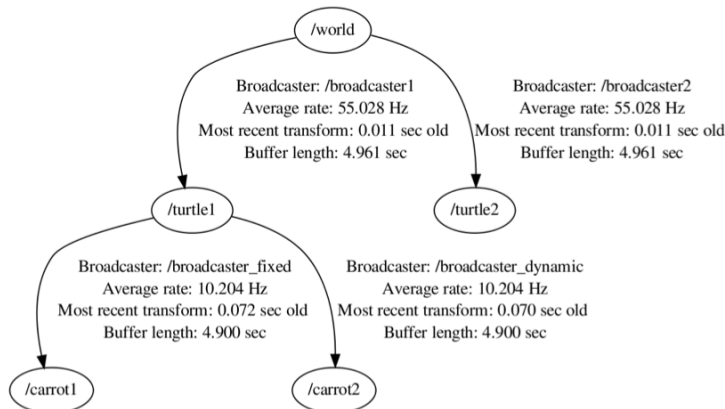 /world
Broadcaster: /broadcaster1
Average rate: 55.028 Hz
Most recent transform: 0.011 sec old
Buffer length: 4.961 sec
Broadcaster: /broadcaster2
Average rate: 55.028 Hz
Most recent transform: 0.011 sec old
Buffer length: 4.961 sec
/turtle1
/turtle2
Broadcaster: /broadcaster_fixed
Average rate: 10.204 Hz
Most recent transform: 0.072 sec old
Buffer length: 4.900 sec
Broadcaster: /broadcaster_dynamic
Average rate: 10.204 Hz
Most recent transform: 0.070 sec old
Buffer length: 4.900 sec
/carrot1
/carrot2